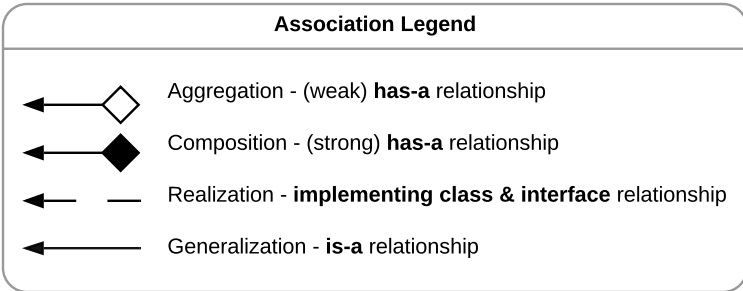 Association Legend
Aggregation - (weak) has-a relationship
Composition - (strong) has-a relationship
Realization - implementing class & interface relationship
Generalization - is-a relationship